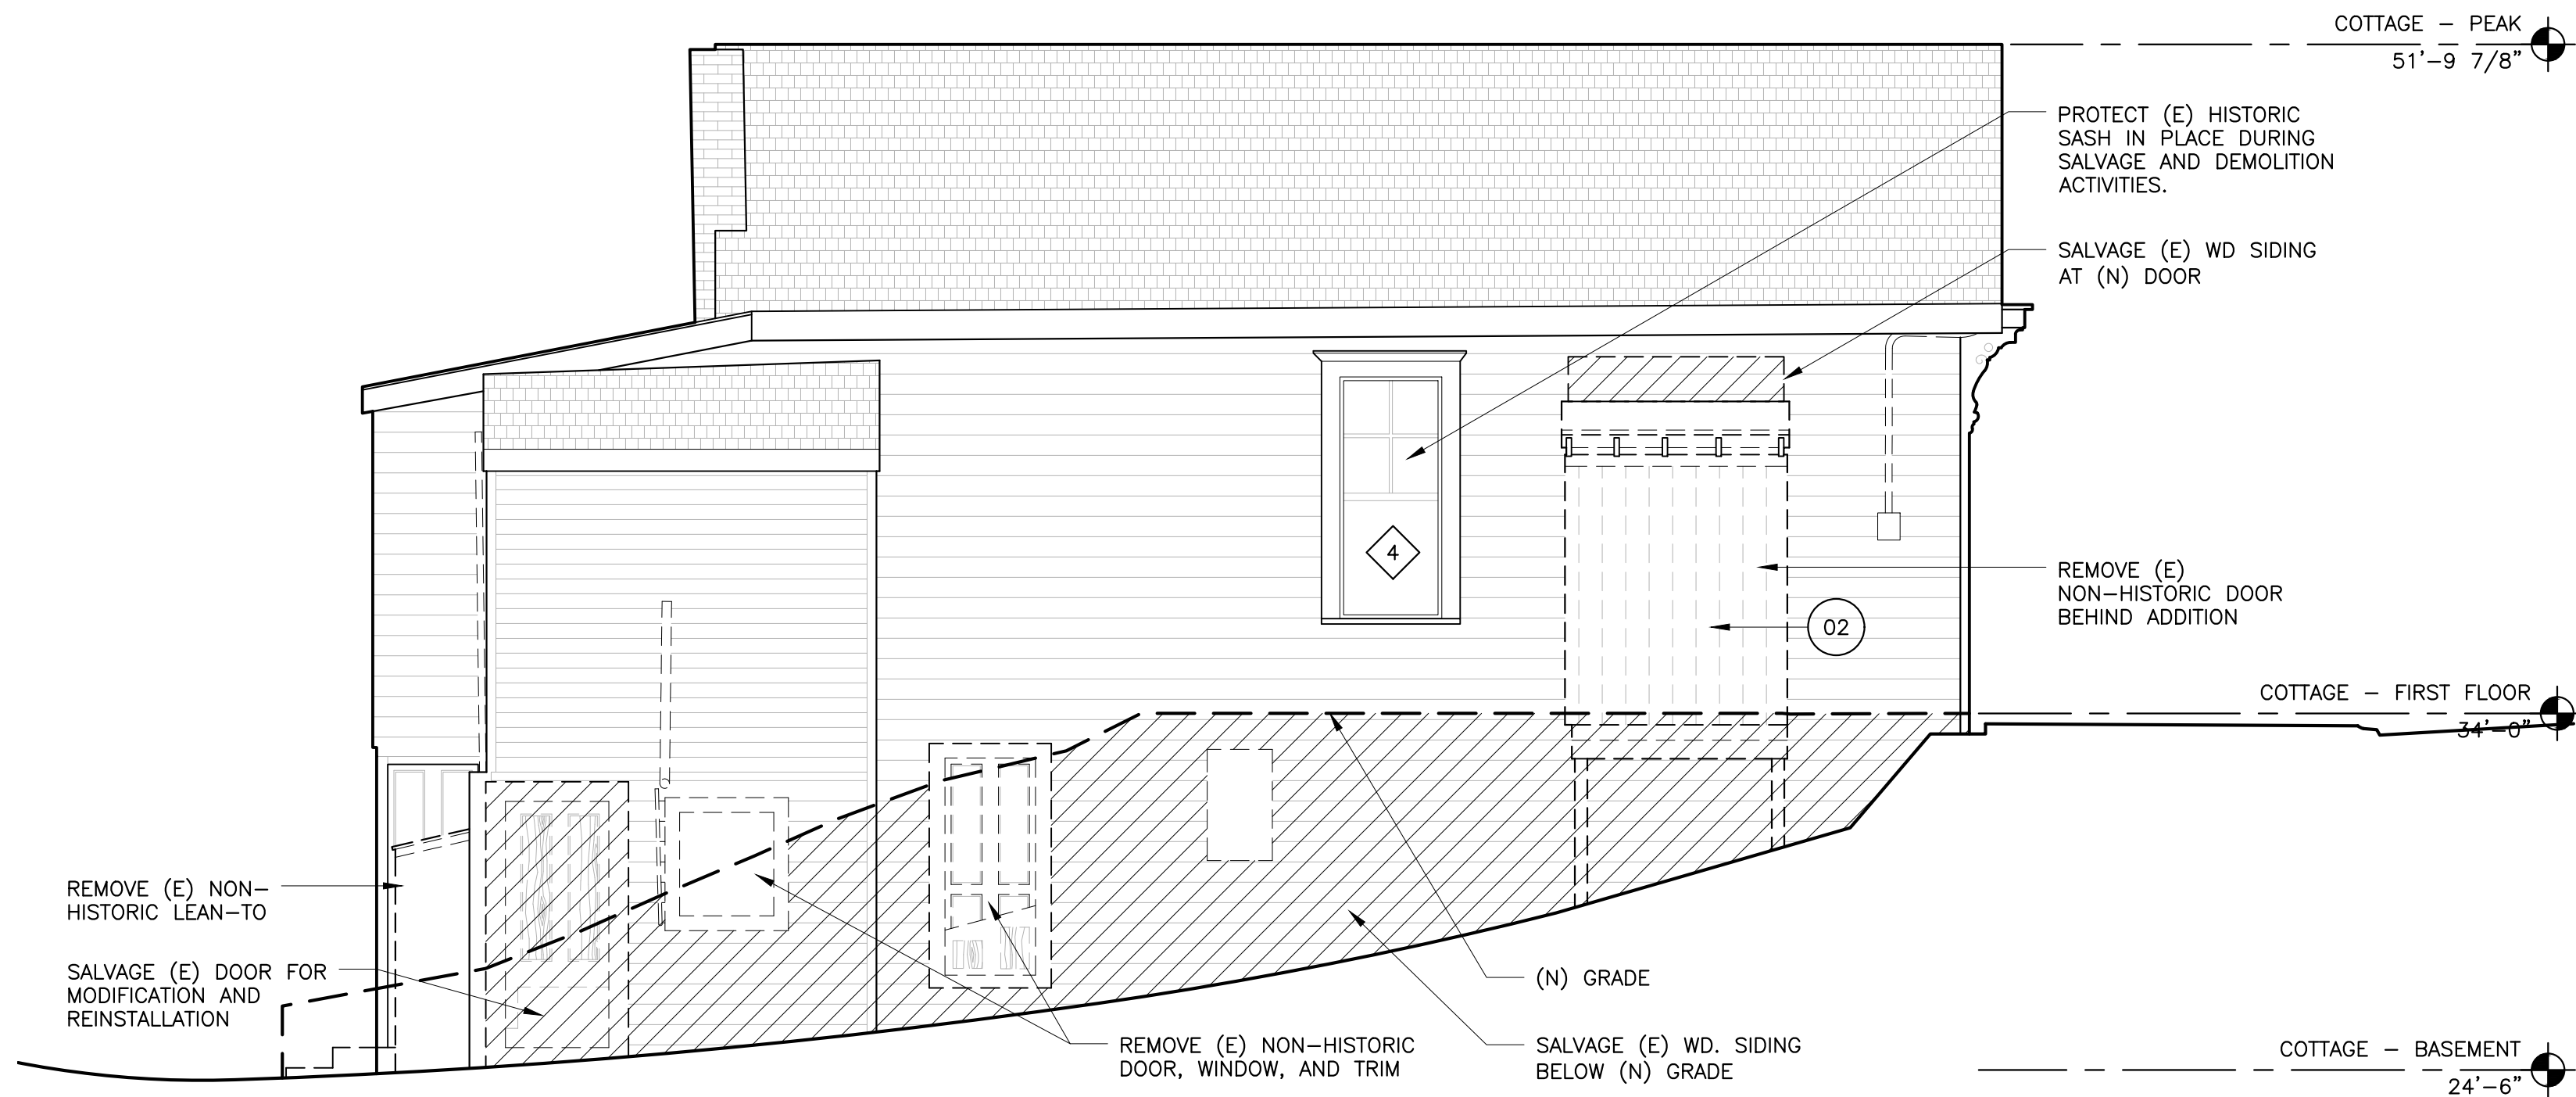 COTTAGE – PEAK
51'–9 7/8"
PROTECT (E) HISTORIC
SASH IN PLACE DURING
SALVAGE AND DEMOLITION
ACTIVITIES.
SALVAGE (E) WD SIDING
AT (N) DOOR
4
REMOVE (E)
NON–HISTORIC DOOR
BEHIND ADDITION
02
COTTAGE – FIRST FLOOR
34'–0"
REMOVE (E) NON–
HISTORIC LEAN–TO
SALVAGE (E) DOOR FOR
MODIFICATION AND
REINSTALLATION
(N) GRADE
REMOVE (E) NON–HISTORIC
DOOR, WINDOW, AND TRIM
SALVAGE (E) WD. SIDING
BELOW (N) GRADE
COTTAGE – BASEMENT
24'–6"